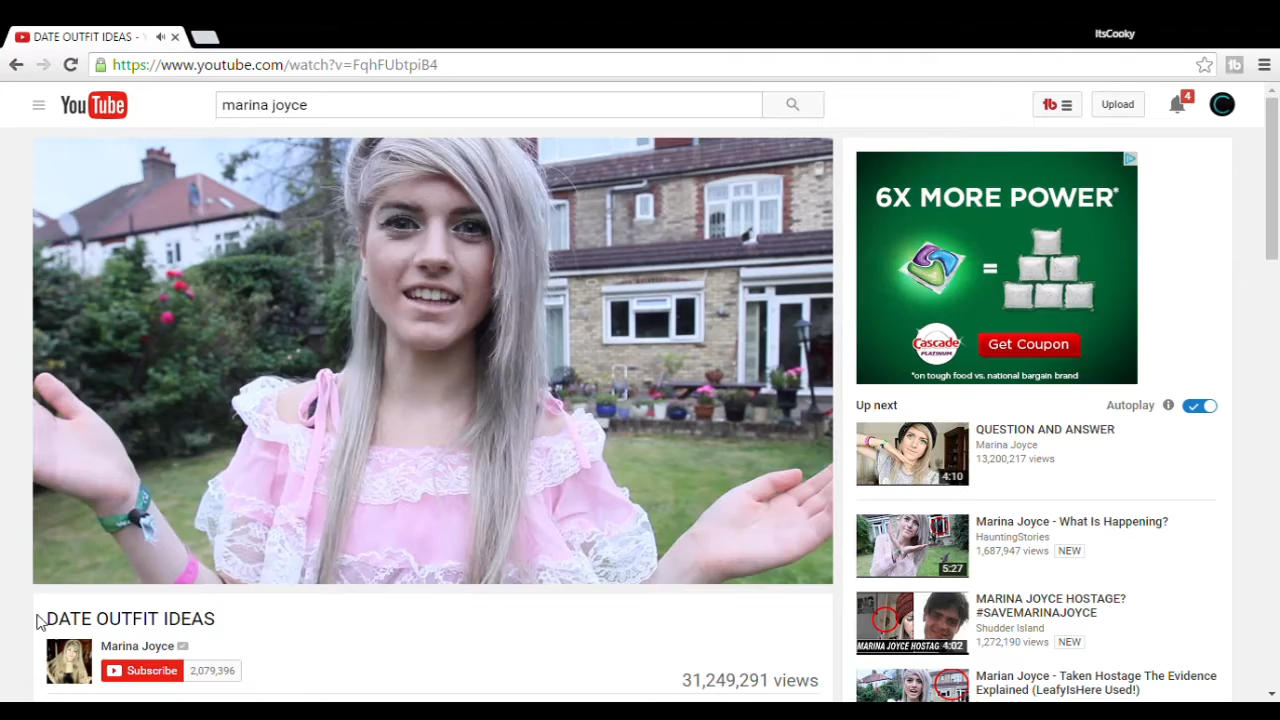 ItsCooky
DATE OUTFIT IDEAS - Y
https://www.youtube.com/watch?v=FqhFUbtpiB4
YouTube
marina joyce
Upload
4
6X MORE POWER*
=
CASCADE
PLATINUM
Get Coupon
*on tough food vs. national bargain brand
Up next
Autoplay
QUESTION AND ANSWER
Marina Joyce
13,200,217 views
4:10
Marina Joyce - What Is Happening?
HauntingStories
1,687,947 views NEW
5:27
MARINA JOYCE HOSTAGE?
#SAVEMARINAJOYCE
Shudder Island
1,272,190 views NEW
MARINA JOYCE HOSTAG 4:02
Marian Joyce - Taken Hostage The Evidence
Explained (LeafyIsHere Used!)
DATE OUTFIT IDEAS
Marina Joyce
Subscribe 2,079,396
31,249,291 views